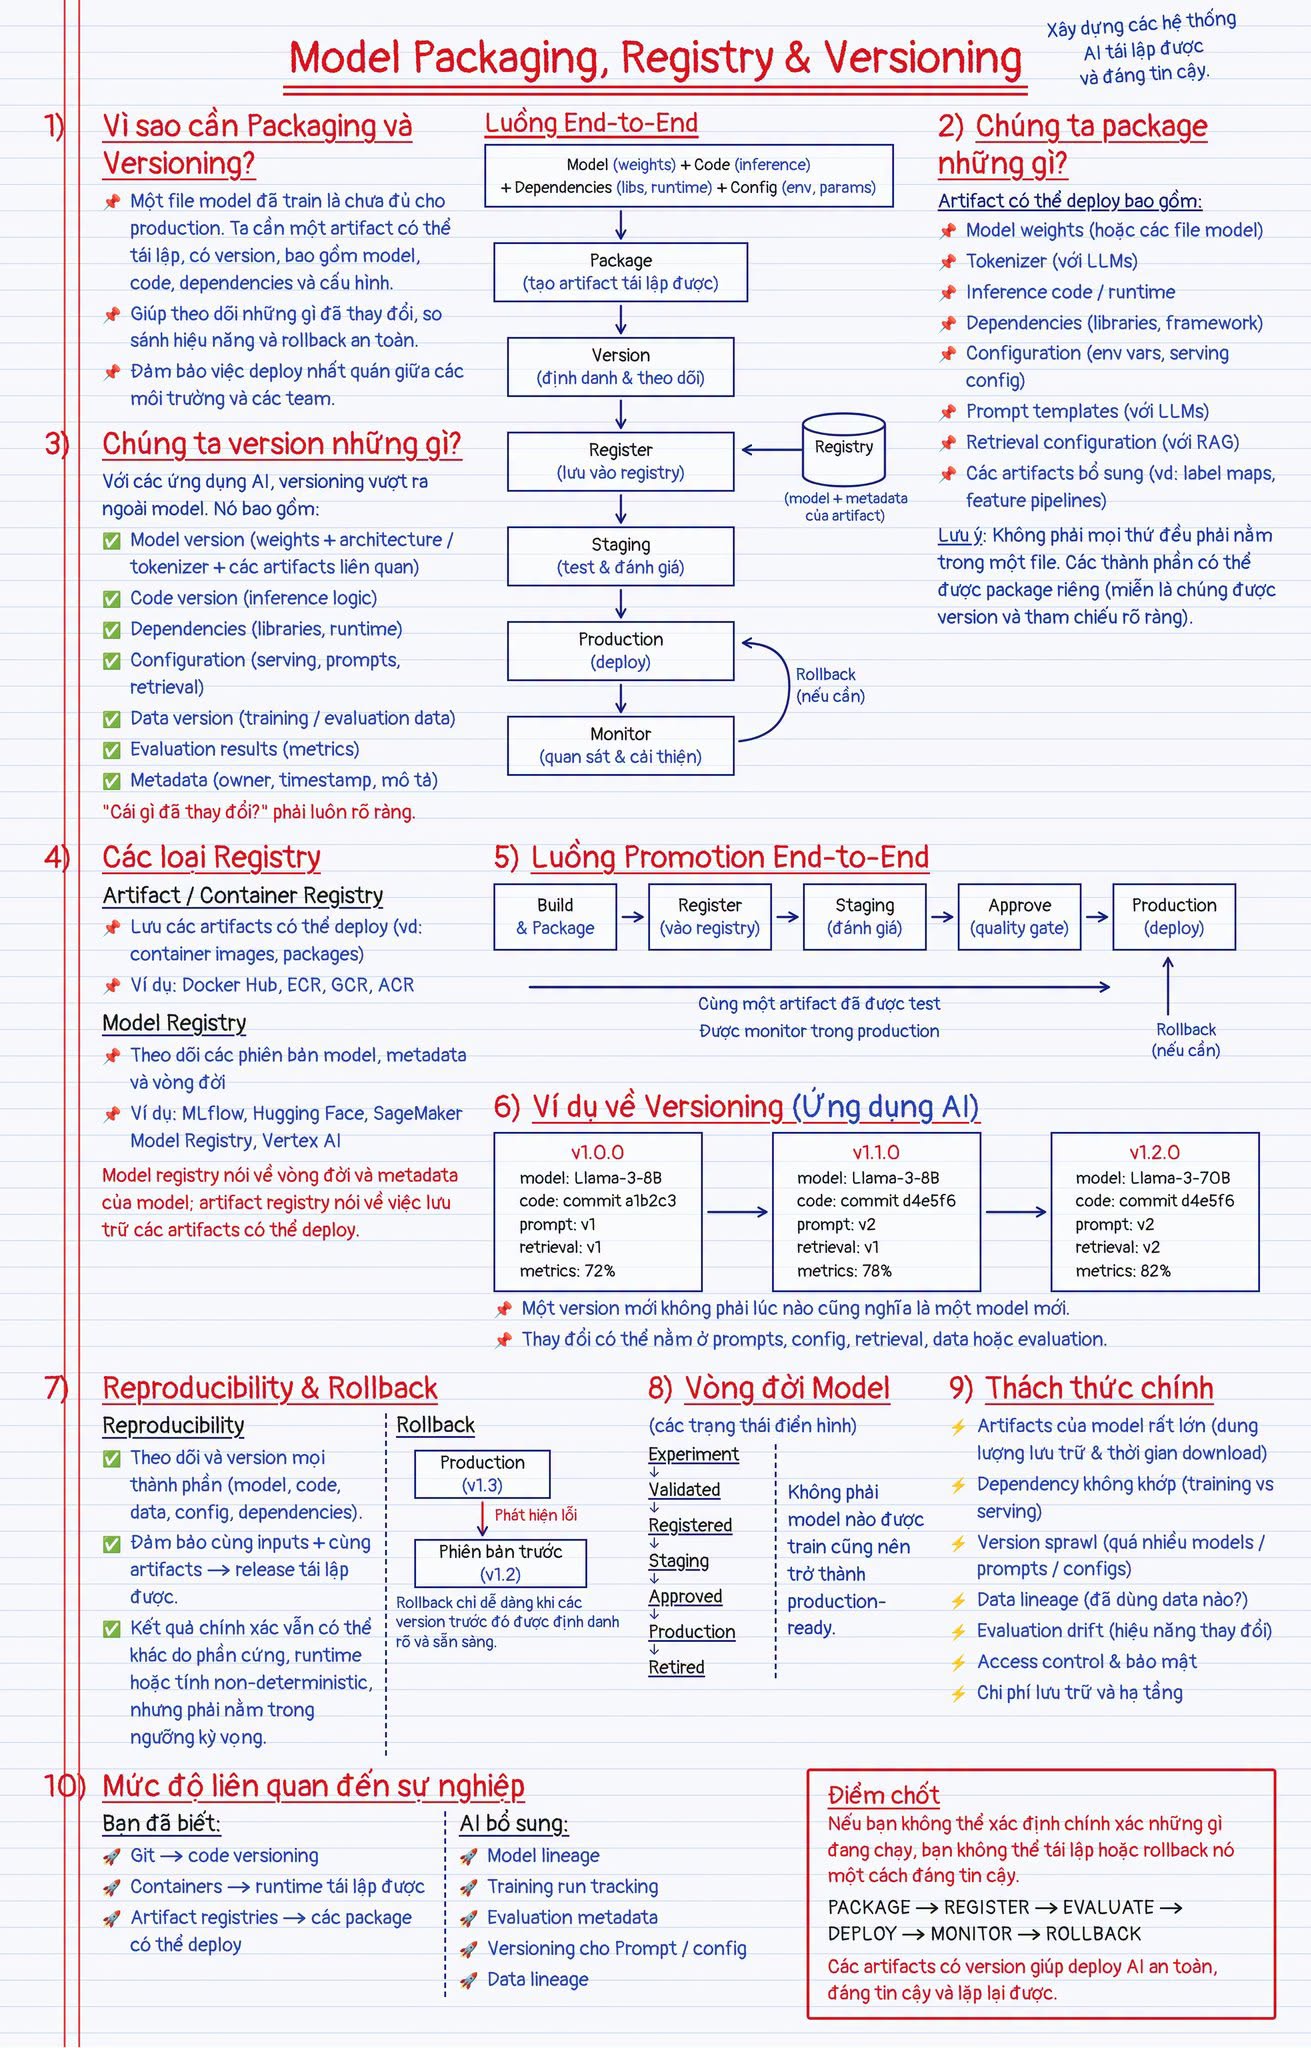 Model Packaging, Registry & Versioning
Xây dựng các hệ thống
AI tái lập được
và đáng tin cậy.
1) Vì sao cần Packaging và
Versioning?
📌 Một file model đã train là chưa đủ cho
production. Ta cần một artifact có thể
tái lập, có version, bao gồm model,
code, dependencies và cấu hình.
📌 Giúp theo dõi những gì đã thay đổi, so
sánh hiệu năng và rollback an toàn.
📌 Đảm bảo việc deploy nhất quán giữa các
môi trường và các team.
Luồng End-to-End
Model (weights) + Code (inference)
+ Dependencies (libs, runtime) + Config (env, params)
Package
(tạo artifact tái lập được)
Version
(định danh & theo dõi)
Register
(lưu vào registry)
Registry
(model + metadata
của artifact)
Staging
(test & đánh giá)
Production
(deploy)
Rollback
(nếu cần)
Monitor
(quan sát & cải thiện)
2) Chúng ta package
những gì?
Artifact có thể deploy bao gồm:
📌 Model weights (hoặc các file model)
📌 Tokenizer (với LLMs)
📌 Inference code / runtime
📌 Dependencies (libraries, framework)
📌 Configuration (env vars, serving
config)
📌 Prompt templates (với LLMs)
📌 Retrieval configuration (với RAG)
📌 Các artifacts bổ sung (vd: label maps,
feature pipelines)
Lưu ý: Không phải mọi thứ đều phải nằm
trong một file. Các thành phần có thể
được package riêng (miễn là chúng được
version và tham chiếu rõ ràng).
3) Chúng ta version những gì?
Với các ứng dụng AI, versioning vượt ra
ngoài model. Nó bao gồm:
✅ Model version (weights + architecture /
tokenizer + các artifacts liên quan)
✅ Code version (inference logic)
✅ Dependencies (libraries, runtime)
✅ Configuration (serving, prompts,
retrieval)
✅ Data version (training / evaluation data)
✅ Evaluation results (metrics)
✅ Metadata (owner, timestamp, mô tả)
"Cái gì đã thay đổi?" phải luôn rõ ràng.
4) Các loại Registry
Artifact / Container Registry
📌 Lưu các artifacts có thể deploy (vd:
container images, packages)
📌 Ví dụ: Docker Hub, ECR, GCR, ACR
Model Registry
📌 Theo dõi các phiên bản model, metadata
và vòng đời
📌 Ví dụ: MLflow, Hugging Face, SageMaker
Model Registry, Vertex AI
Model registry nói về vòng đời và metadata
của model; artifact registry nói về việc lưu
trữ các artifacts có thể deploy.
5) Luồng Promotion End-to-End
Build
& Package
Register
(vào registry)
Staging
(đánh giá)
Approve
(quality gate)
Production
(deploy)
Cùng một artifact đã được test
Được monitor trong production
Rollback
(nếu cần)
6) Ví dụ về Versioning (Ứng dụng AI)
v1.0.0
model: Llama-3-8B
code: commit a1b2c3
prompt: v1
retrieval: v1
metrics: 72%
v1.1.0
model: Llama-3-8B
code: commit d4e5f6
prompt: v2
retrieval: v1
metrics: 78%
v1.2.0
model: Llama-3-70B
code: commit d4e5f6
prompt: v2
retrieval: v2
metrics: 82%
📌 Một version mới không phải lúc nào cũng nghĩa là một model mới.
📌 Thay đổi có thể nằm ở prompts, config, retrieval, data hoặc evaluation.
7) Reproducibility & Rollback
Reproducibility
✅ Theo dõi và version mọi
thành phần (model, code,
data, config, dependencies).
✅ Đảm bảo cùng inputs + cùng
artifacts → release tái lập
được.
✅ Kết quả chính xác vẫn có thể
khác do phần cứng, runtime
hoặc tính non-deterministic,
nhưng phải nằm trong
ngưỡng kỳ vọng.
Rollback
Production
(v1.3)
Phát hiện lỗi
Phiên bản trước
(v1.2)
Rollback chỉ dễ dàng khi các
version trước đó được định danh
rõ và sẵn sàng.
8) Vòng đời Model
(các trạng thái điển hình)
Experiment
↓
Validated
↓
Registered
↓
Staging
↓
Approved
↓
Production
↓
Retired
Không phải
model nào được
train cũng nên
trở thành
production-
ready.
9) Thách thức chính
⚡ Artifacts của model rất lớn (dung
lượng lưu trữ & thời gian download)
⚡ Dependency không khớp (training vs
serving)
⚡ Version sprawl (quá nhiều models /
prompts / configs)
⚡ Data lineage (đã dùng data nào?)
⚡ Evaluation drift (hiệu năng thay đổi)
⚡ Access control & bảo mật
⚡ Chi phí lưu trữ và hạ tầng
10) Mức độ liên quan đến sự nghiệp
Bạn đã biết:
🚀 Git → code versioning
🚀 Containers → runtime tái lập được
🚀 Artifact registries → các package
có thể deploy
AI bổ sung:
🚀 Model lineage
🚀 Training run tracking
🚀 Evaluation metadata
🚀 Versioning cho Prompt / config
🚀 Data lineage
Điểm chốt
Nếu bạn không thể xác định chính xác những gì
đang chạy, bạn không thể tái lập hoặc rollback nó
một cách đáng tin cậy.
PACKAGE → REGISTER → EVALUATE →
DEPLOY → MONITOR → ROLLBACK
Các artifacts có version giúp deploy AI an toàn,
đáng tin cậy và lặp lại được.